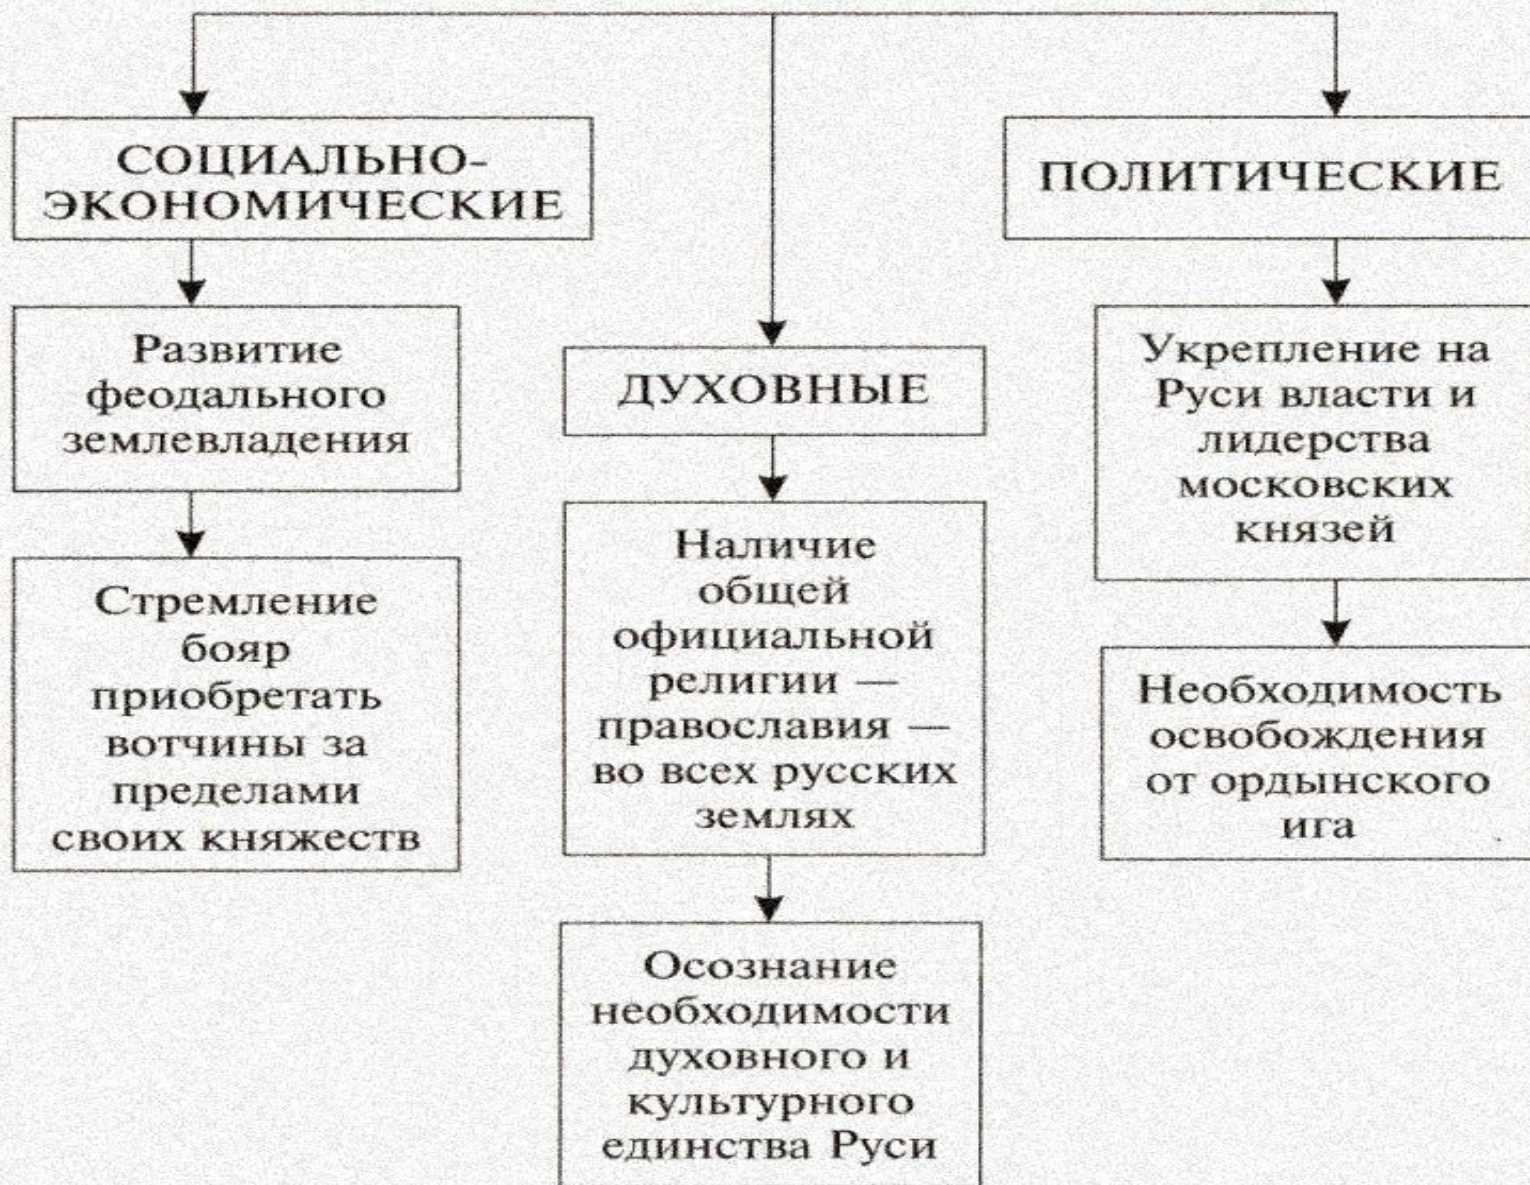 СОЦИАЛЬНО-
ЭКОНОМИЧЕСКИЕ
Развитие
феодального
землевладения
Стремление
бояр
приобретать
вотчины за
пределами
своих княжеств
ДУХОВНЫЕ
Наличие
общей
официальной
религии —
православия —
во всех русских
землях
Осознание
необходимости
духовного и
культурного
единства Руси
ПОЛИТИЧЕСКИЕ
Укрепление на
Руси власти и
лидерства
московских
князей
Необходимость
освобождения
от ордынского
ига